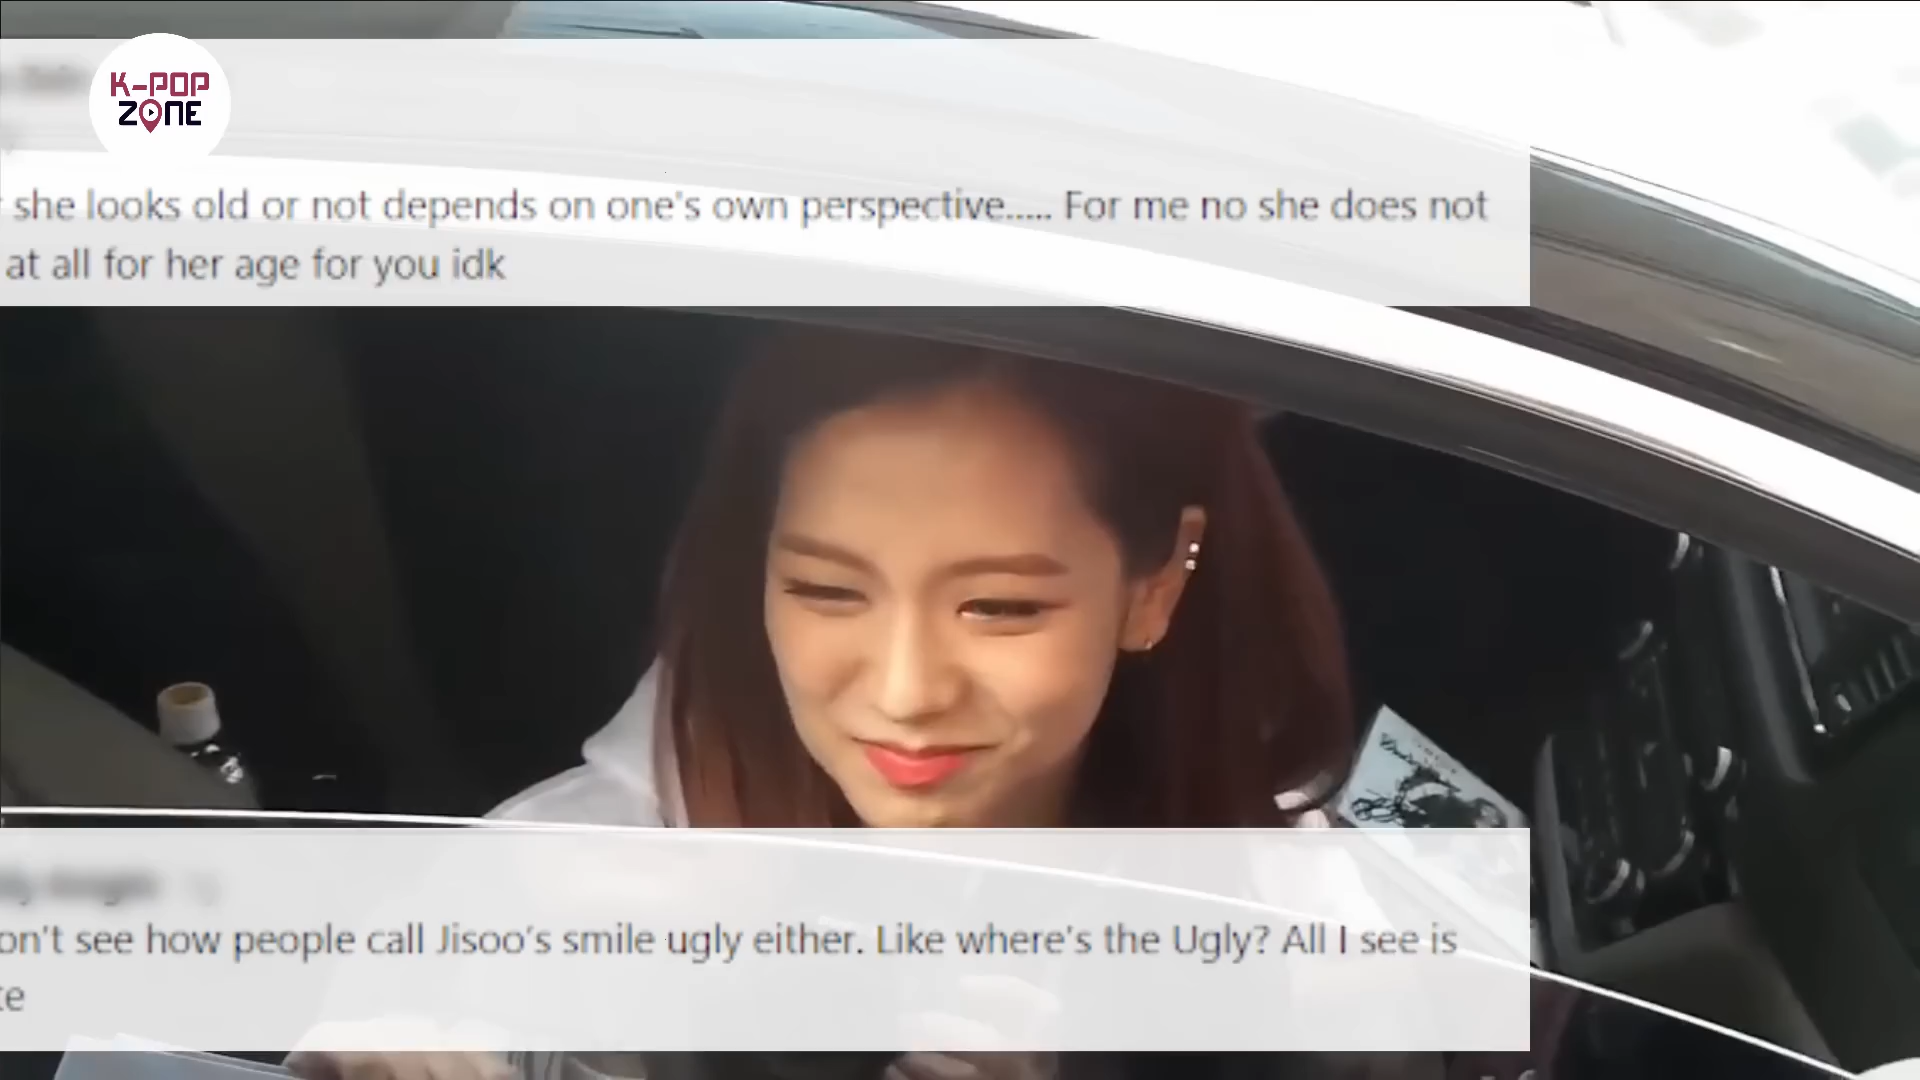 K-POP
ZONE
she looks old or not depends on one's own perspective..... For me no she does not
at all for her age for you idk
on't see how people call Jisoo's smile ugly either. Like where's the Ugly? All I see is
te